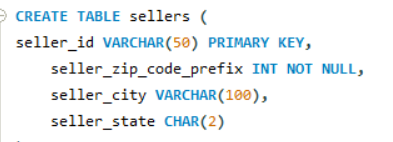 CREATE TABLE sellers (
seller_id VARCHAR(50) PRIMARY KEY,
    seller_zip_code_prefix INT NOT NULL,
    seller_city VARCHAR(100),
    seller_state CHAR(2)